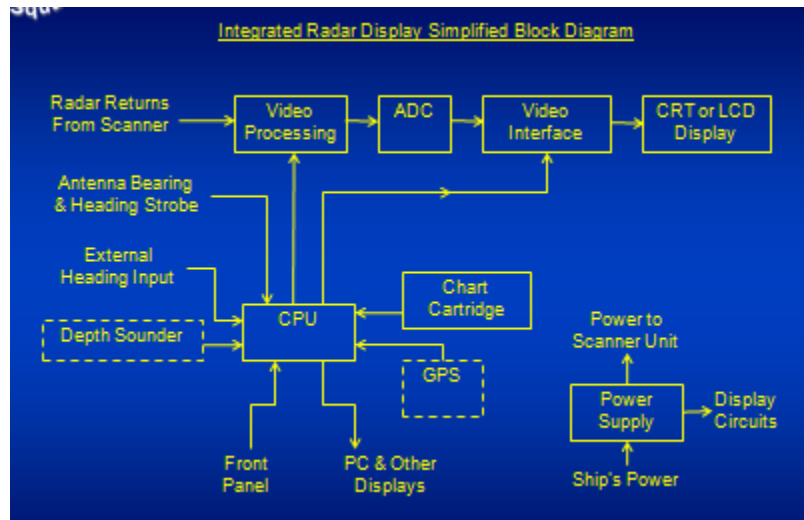 Integrated Radar Display Simplified Block Diagram
Radar Returns
From Scanner
Video
Processing
ADC
Video
Interface
CRT or LCD
Display
Antenna Bearing
& Heading Strobe
External
Heading Input
Depth Sounder
CPU
Chart
Cartridge
GPS
Power to
Scanner Unit
Power
Supply
Display
Circuits
Front
Panel
PC & Other
Displays
Ship's Power